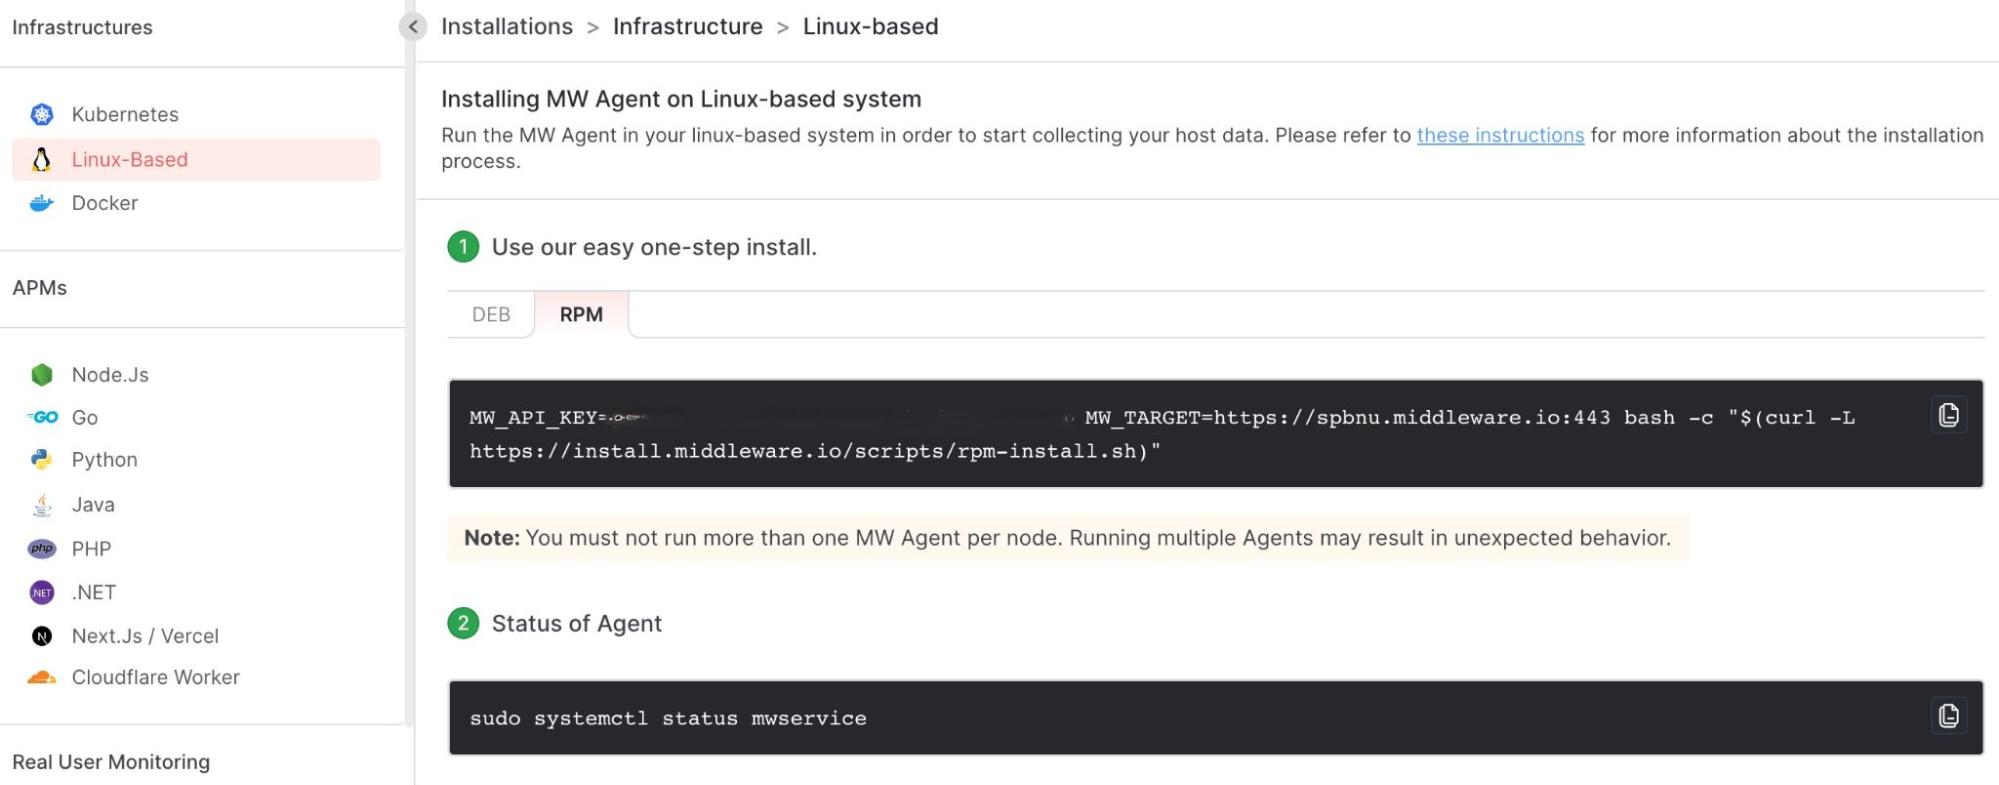 Infrastructures
Kubernetes
Linux-Based
Docker
APMs
Node.Js
GO Go
Python
Java
php PHP
.NET .NET
N Next.Js / Vercel
Cloudflare Worker
Real User Monitoring
< Installations > Infrastructure > Linux-based
Installing MW Agent on Linux-based system
Run the MW Agent in your linux-based system in order to start collecting your host data. Please refer to these instructions for more information about the installation
process.
1 Use our easy one-step install.
DEB RPM
MW_API_KEY= MW_TARGET=https://spbnu.middleware.io:443 bash -c "$(curl -L
https://install.middleware.io/scripts/rpm-install.sh)"
Note: You must not run more than one MW Agent per node. Running multiple Agents may result in unexpected behavior.
2 Status of Agent
sudo systemctl status mwservice